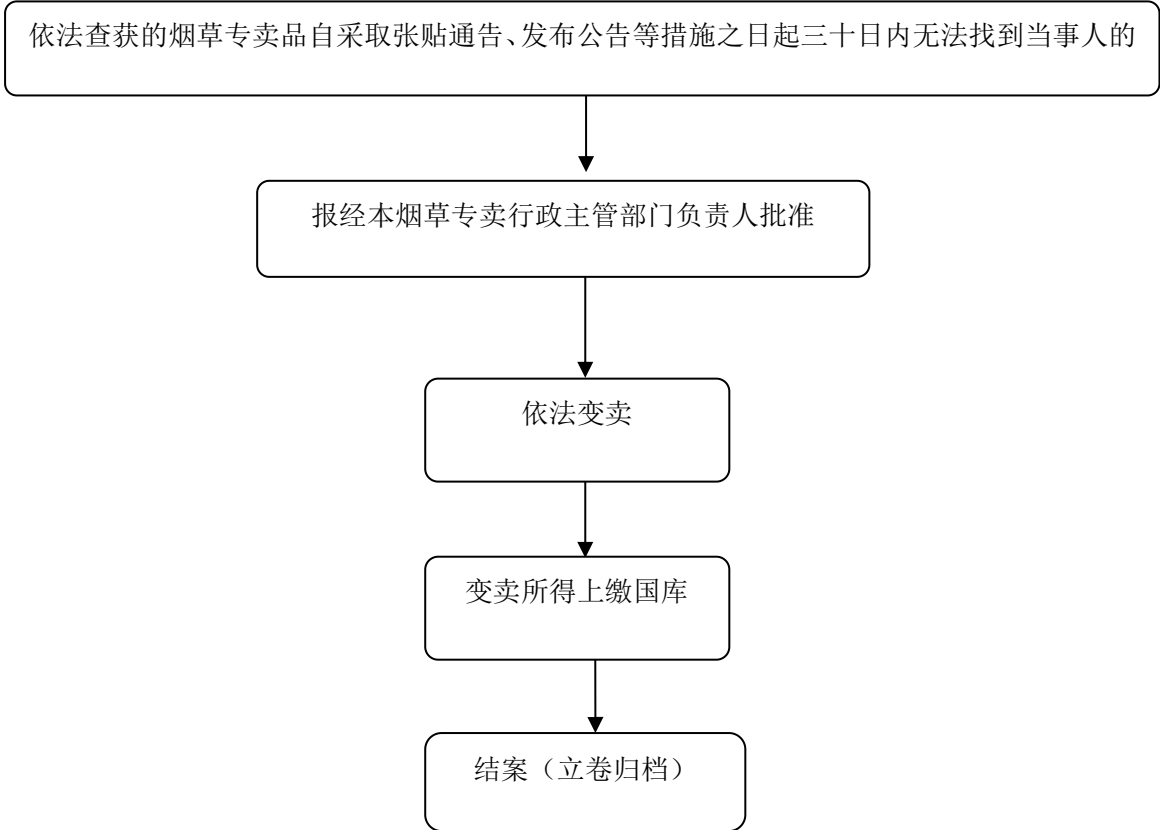 依法查获的烟草专卖品自采取张贴通告、发布公告等措施之日起三十日内无法找到当事人的
报经本烟草专卖行政主管部门负责人批准
依法变卖
变卖所得上缴国库
结案（立卷归档）